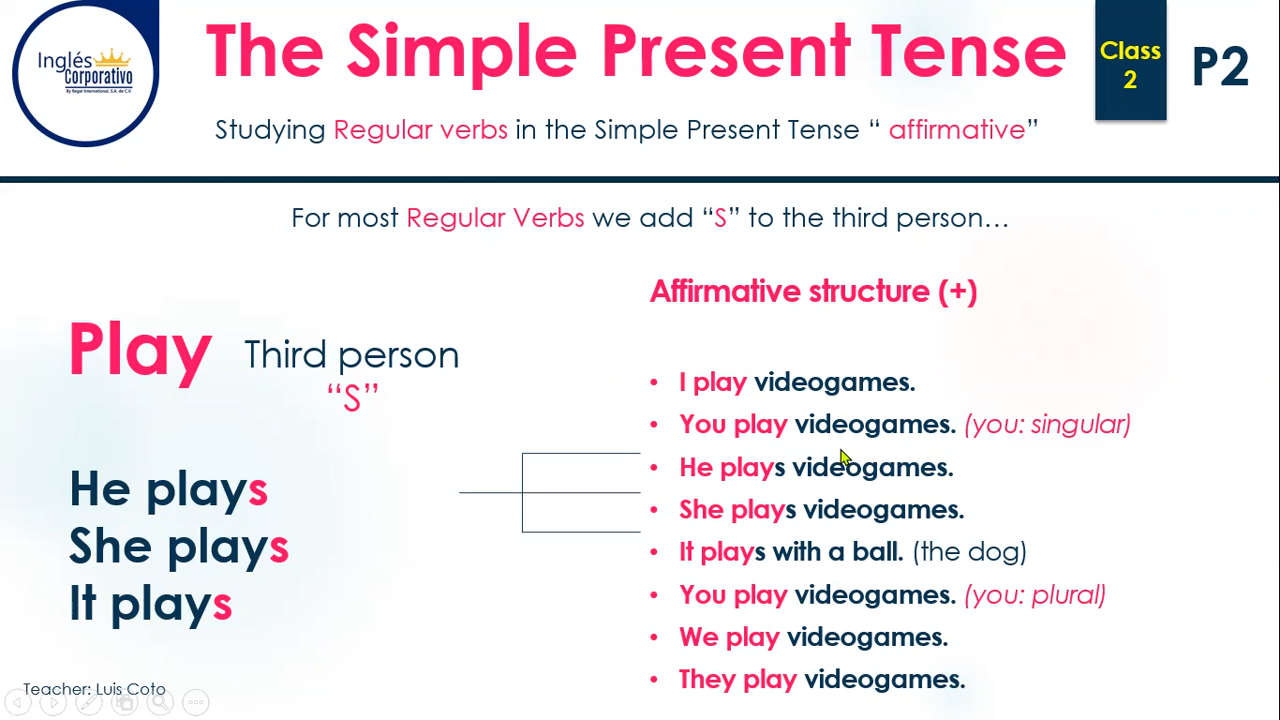 Inglés
Corporativo
By Regal International, S.A. de C.V.
The Simple Present Tense
Class
2
P2
Studying Regular verbs in the Simple Present Tense “ affirmative”
For most Regular Verbs we add “S” to the third person…
Play
Third person
“S”
He plays
She plays
It plays
Affirmative structure (+)
• I play videogames.
• You play videogames. (you: singular)
• He plays videogames.
• She plays videogames.
• It plays with a ball. (the dog)
• You play videogames. (you: plural)
• We play videogames.
• They play videogames.
Teacher: Luis Coto